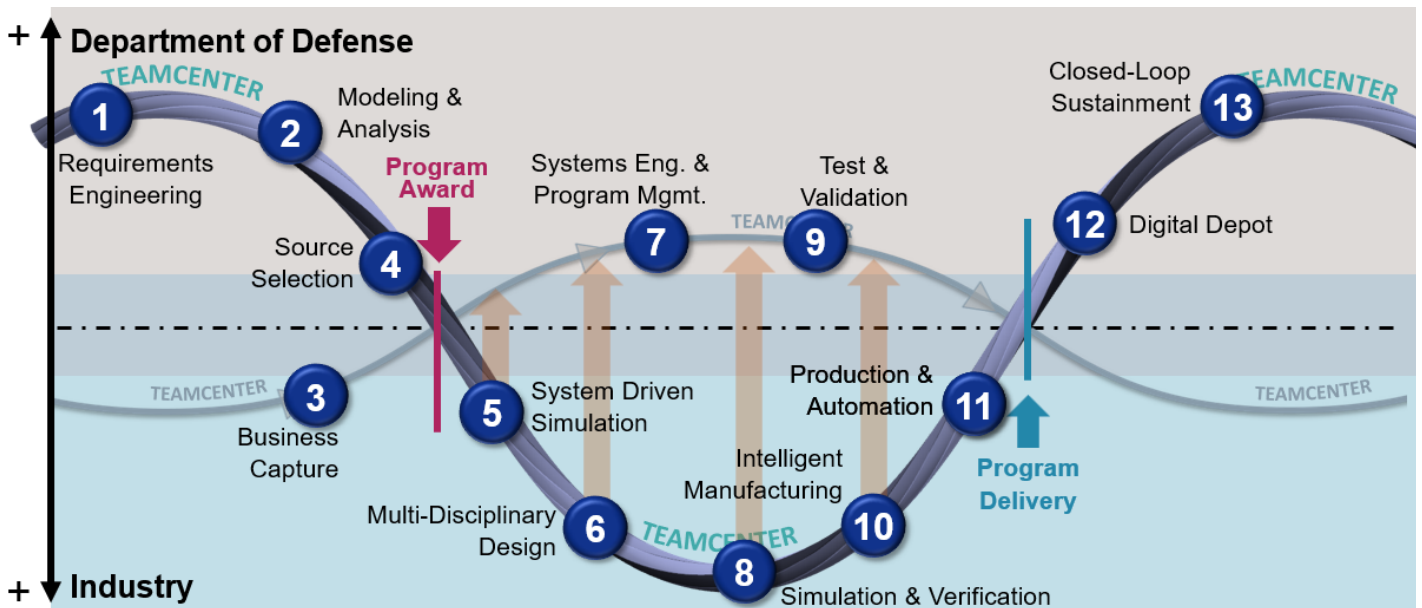 +
Department of Defense
TEAMCENTER
1
Requirements
Engineering
2
Modeling &
Analysis
Program
Award
Source
Selection
4
TEAMCENTER
3
Business
Capture
5
System Driven
Simulation
Multi-Disciplinary
Design
6
Systems Eng. &
Program Mgmt.
7
TEAMCENTER
Test &
Validation
9
TEAMCENTER
8
Simulation & Verification
Intelligent
Manufacturing
10
Production &
Automation
11
Program
Delivery
12
Digital Depot
Closed-Loop
Sustainment
13
TEAMCENTER
TEAMCENTER
+
Industry